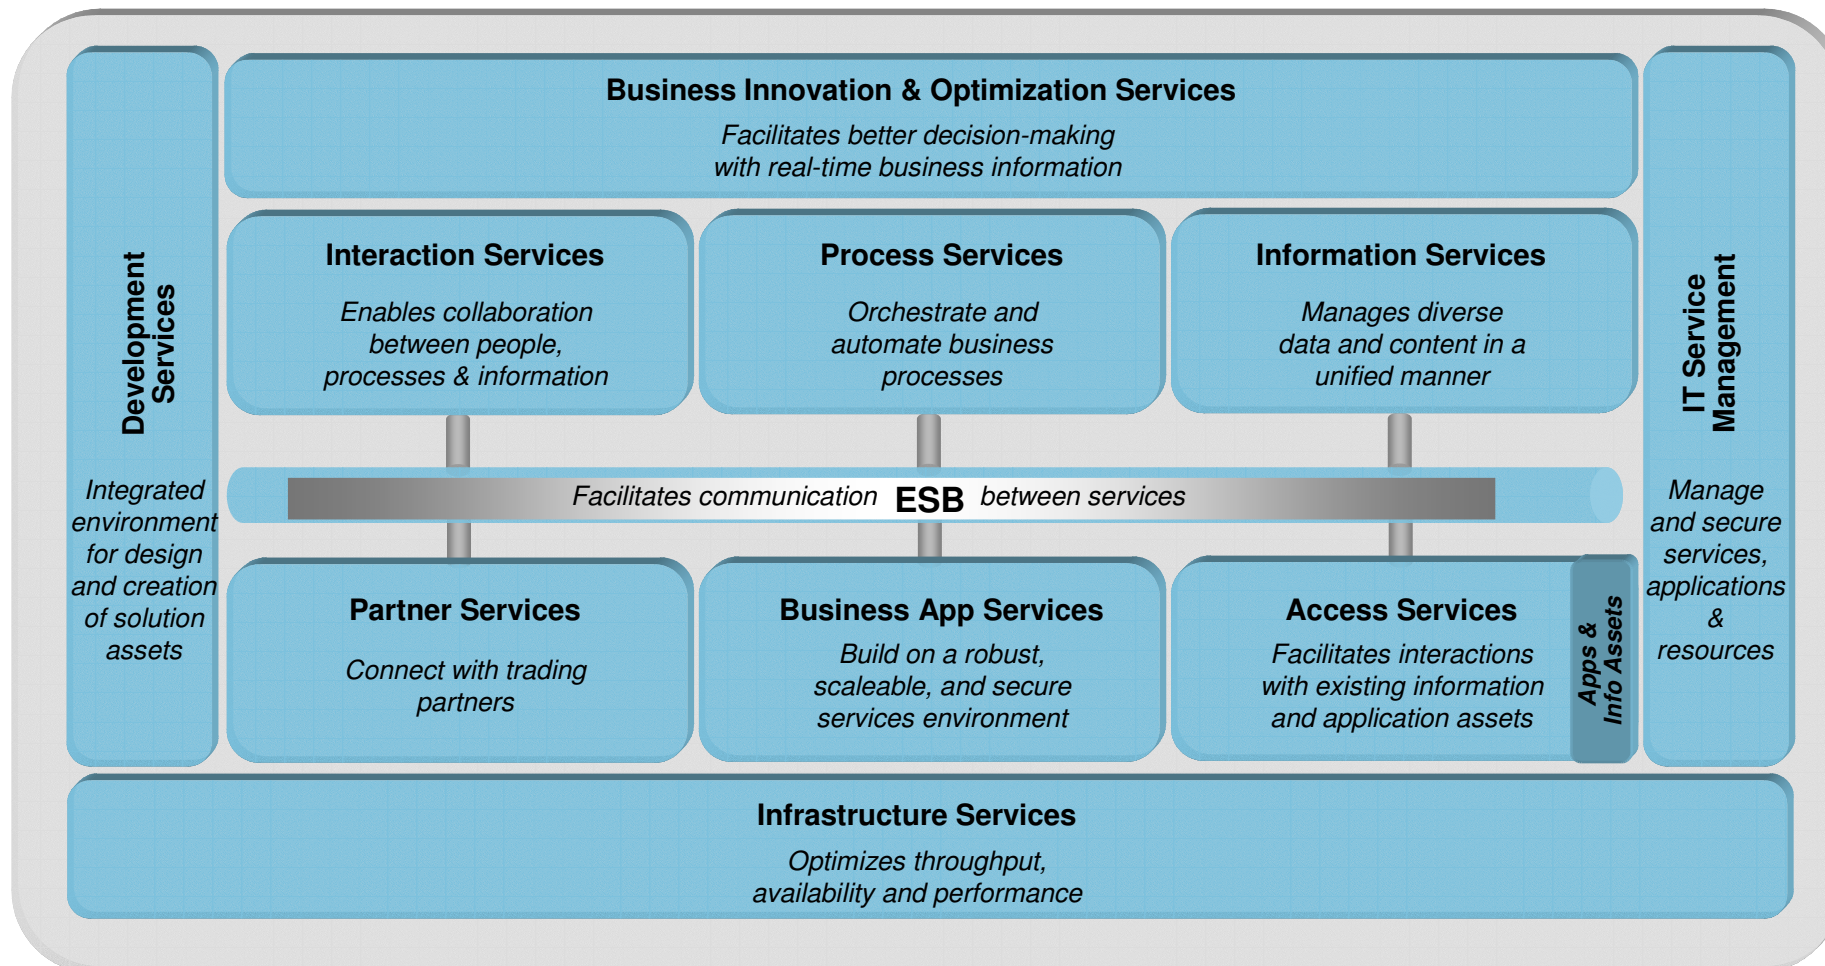 Business Innovation & Optimization Services
Facilitates better decision-making
with real-time business information
Development
Services
Integrated
environment
for design
and creation
of solution
assets
Interaction Services
Enables collaboration
between people,
processes & information
Process Services
Orchestrate and
automate business
processes
Information Services
Manages diverse
data and content in a
unified manner
IT Service
Management
Manage
and secure
services,
applications
&
resources
Facilitates communication ESB between services
Partner Services
Connect with trading
partners
Business App Services
Build on a robust,
scaleable, and secure
services environment
Access Services
Facilitates interactions
with existing information
and application assets
Apps &
Info Assets
Infrastructure Services
Optimizes throughput,
availability and performance